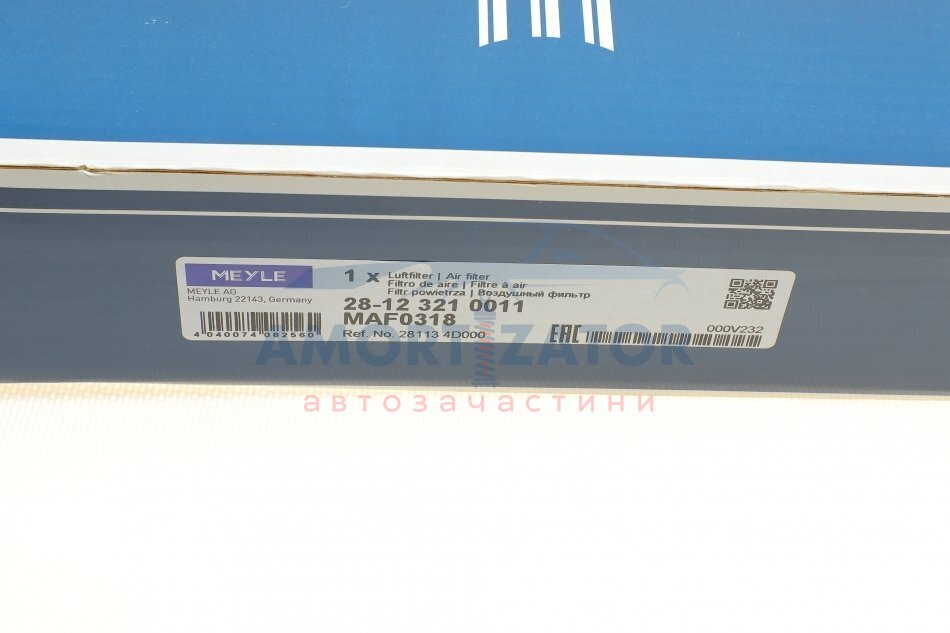 MEYLE
MEYLE AG
Hamburg 22143, Germany
4 040074 082560
1 x
Luftfilter | Air filter
Filtro de aire | Filtre à air
Filtr powietrza | Воздушный фильтр
28-12 321 0011
MAF0318
Ref. No. 28113 4D000
EAC
000V232
AMORTIZATOR
автозачастини